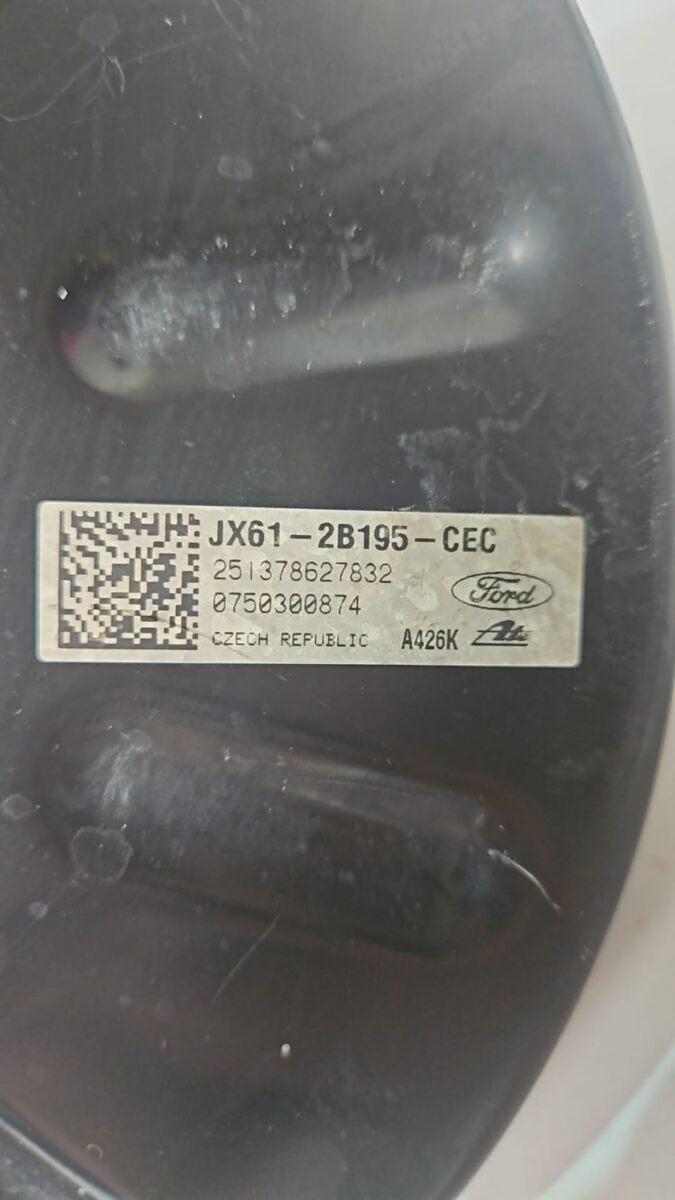 JX61-2B195-CEC
251378627832
0750300874
Ford
CZECH REPUBLIC A426K Ate